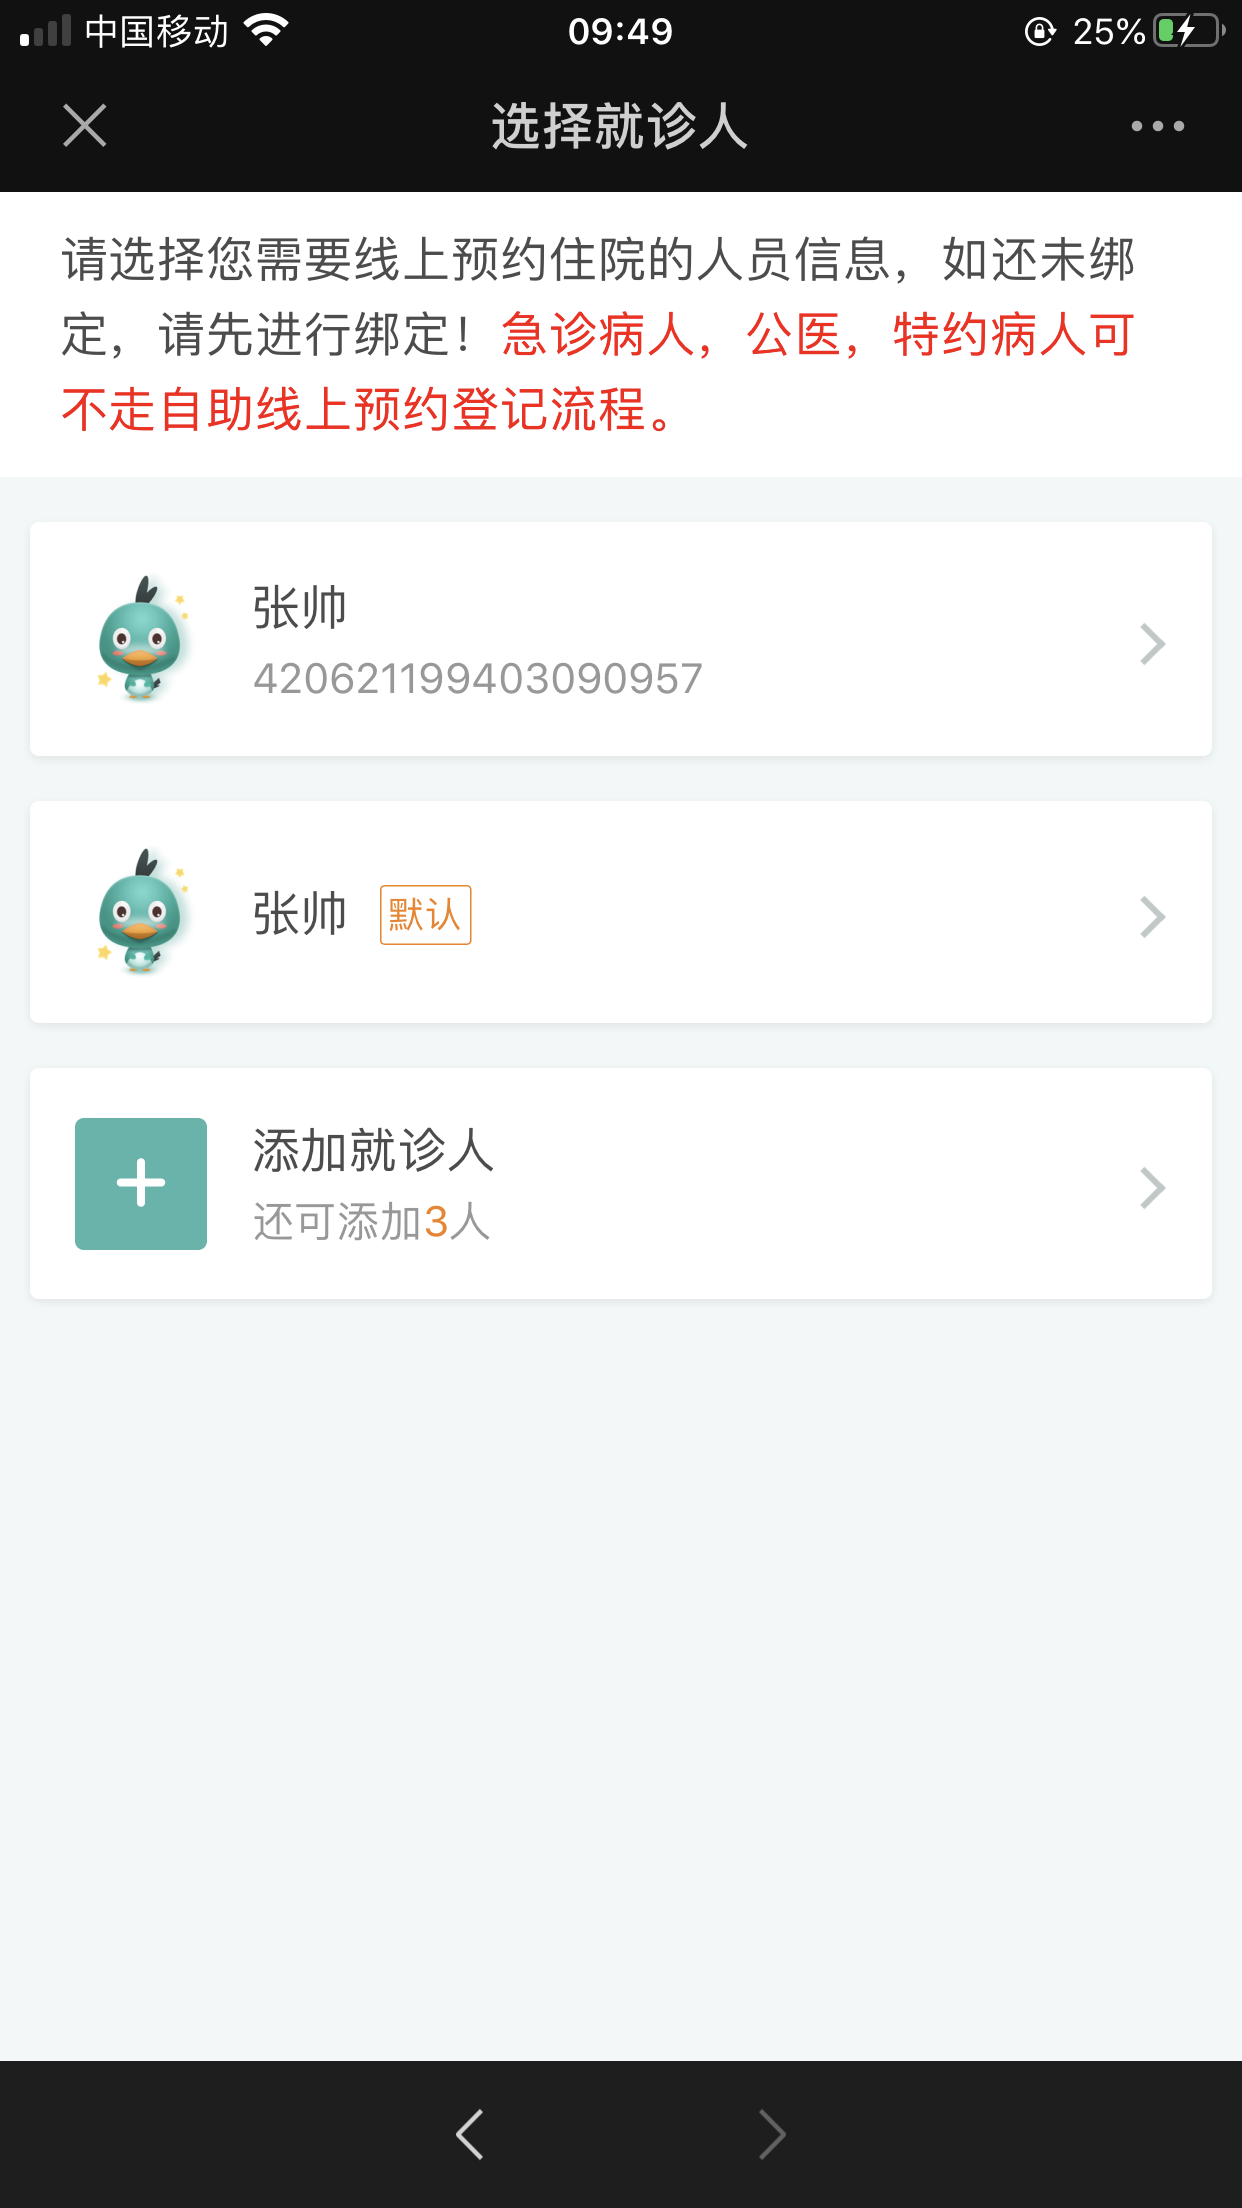 中国移动
09:49
25%
选择就诊人
请选择您需要线上预约住院的人员信息，如还未绑
定，请先进行绑定！急诊病人，公医，特约病人可
不走自助线上预约登记流程。
张帅
420621199403090957
张帅 默认
添加就诊人
还可添加3人